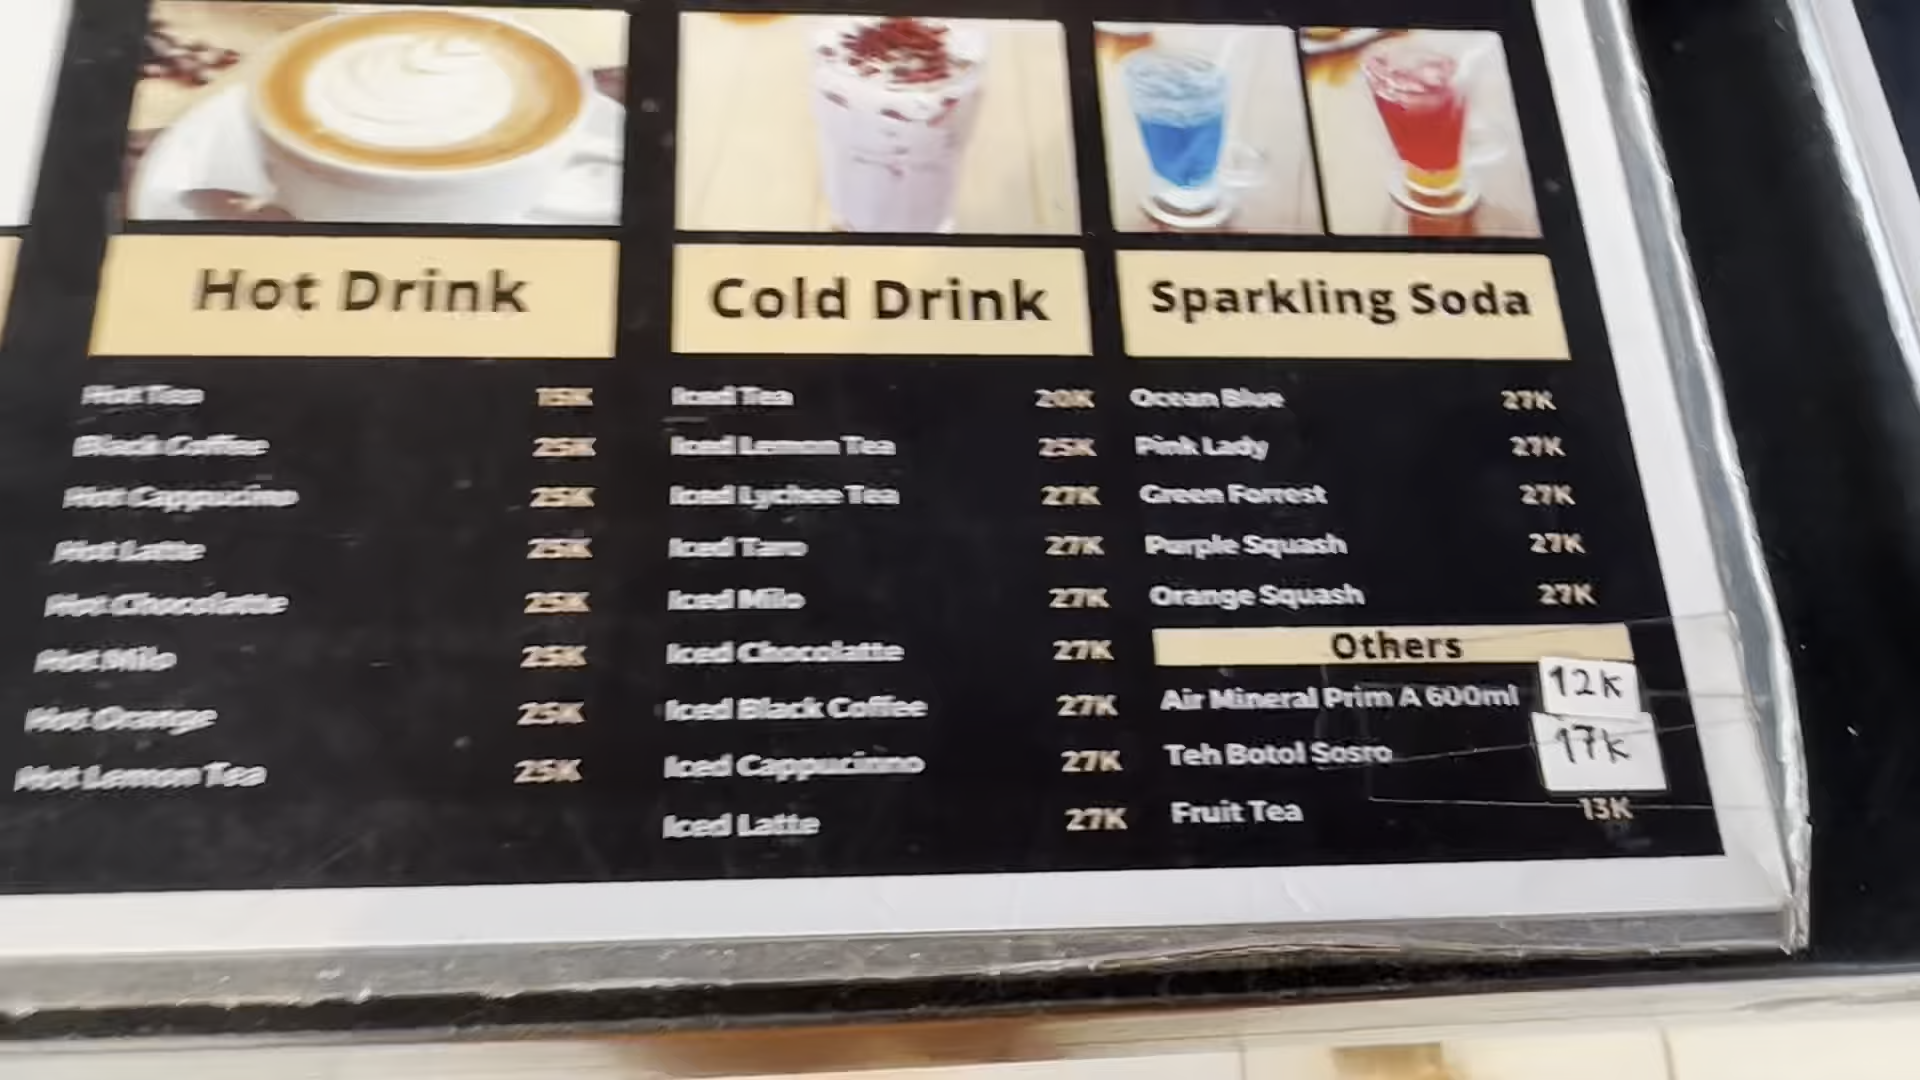 Hot Drink
Hot Tea 15K
Black Coffee 25K
Hot Cappucino 25K
Hot Latte 25K
Hot Chocolatte 25K
Hot Milo 25K
Hot Orange 25K
Hot Lemon Tea 25K
Cold Drink
Iced Tea 20K
Iced Lemon Tea 25K
Iced Lychee Tea 27K
Iced Taro 27K
Iced Milo 27K
Iced Chocolatte 27K
Iced Black Coffee 27K
Iced Cappucinno 27K
Iced Latte 27K
Sparkling Soda
Ocean Blue 27K
Pink Lady 27K
Green Forrest 27K
Purple Squash 27K
Orange Squash 27K
Others
Air Mineral Prim A 600ml 12K
Teh Botol Sosro 17K
Fruit Tea 13K